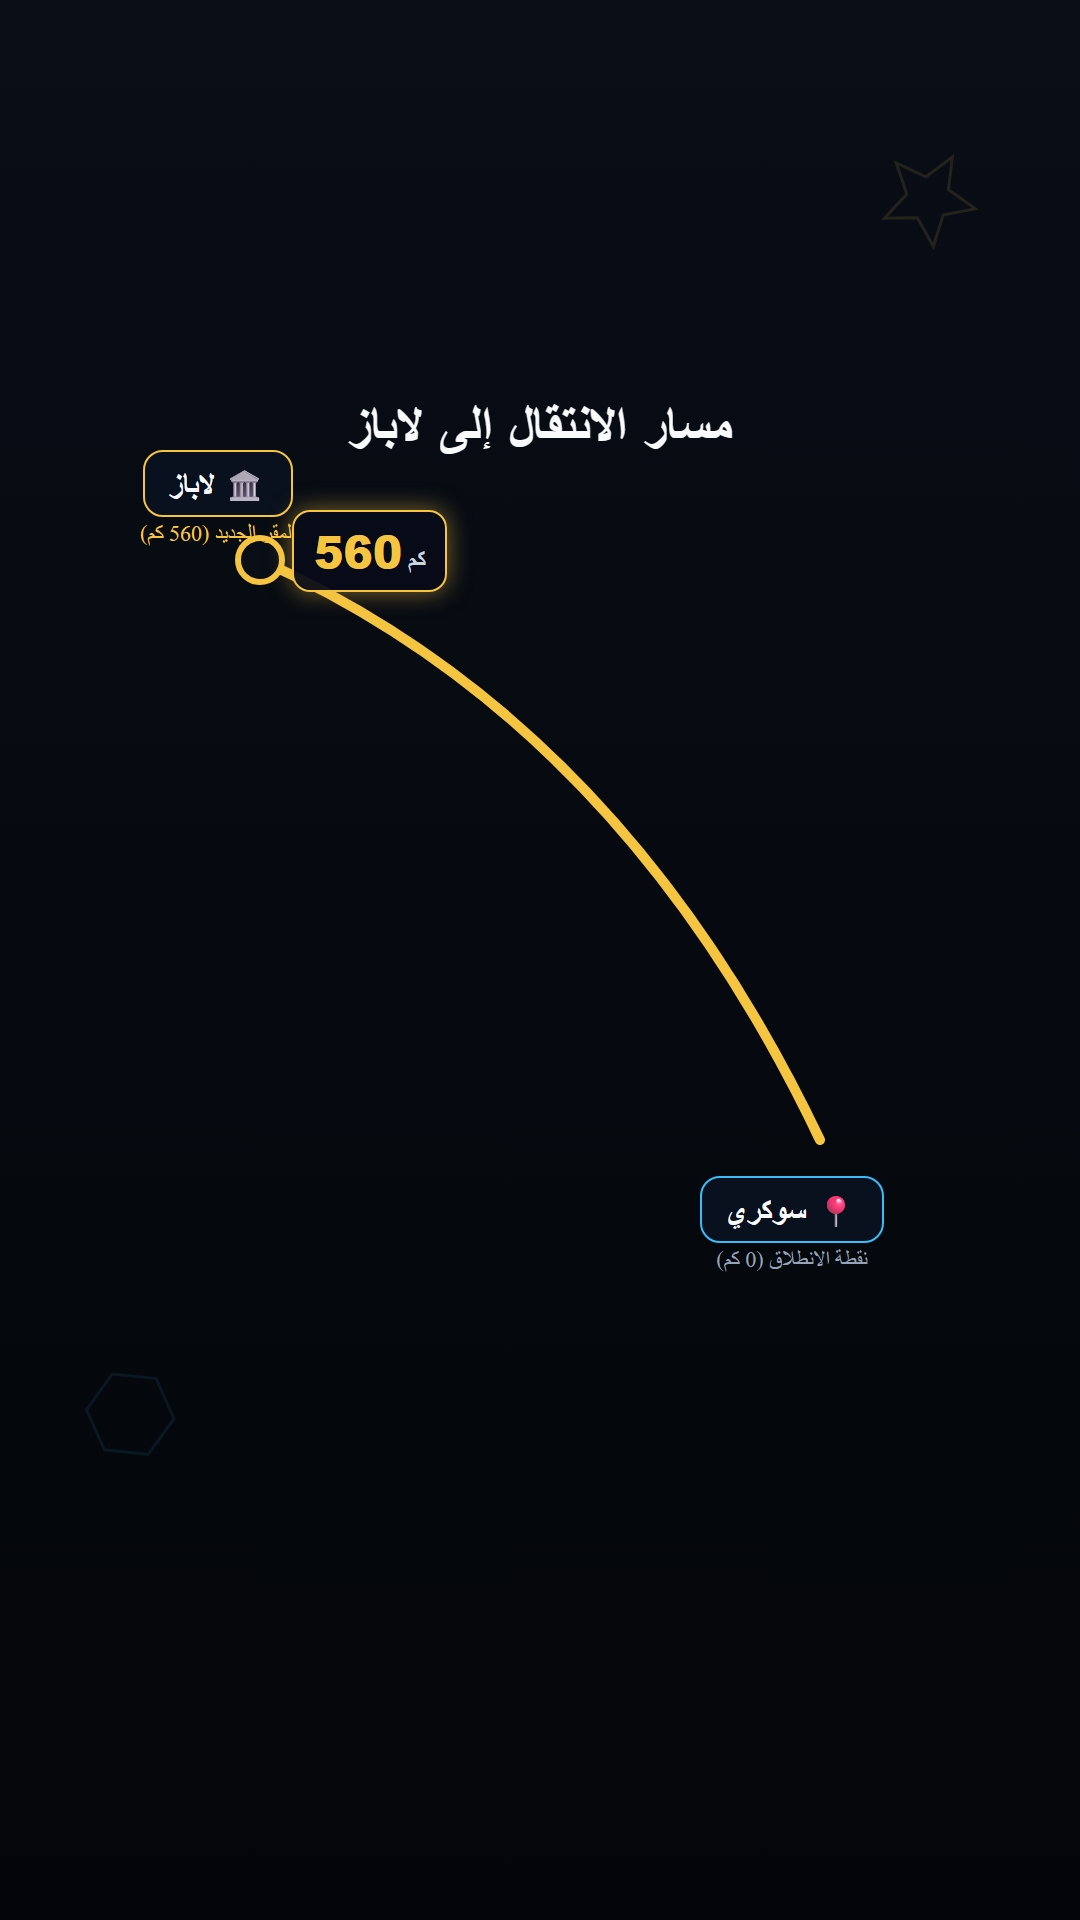 مسار الانتقال إلى لاباز
🏛️ لاباز
المقر الجديد (560 كم)
560 كم
📍 سوكري
نقطة الانطلاق (0 كم)